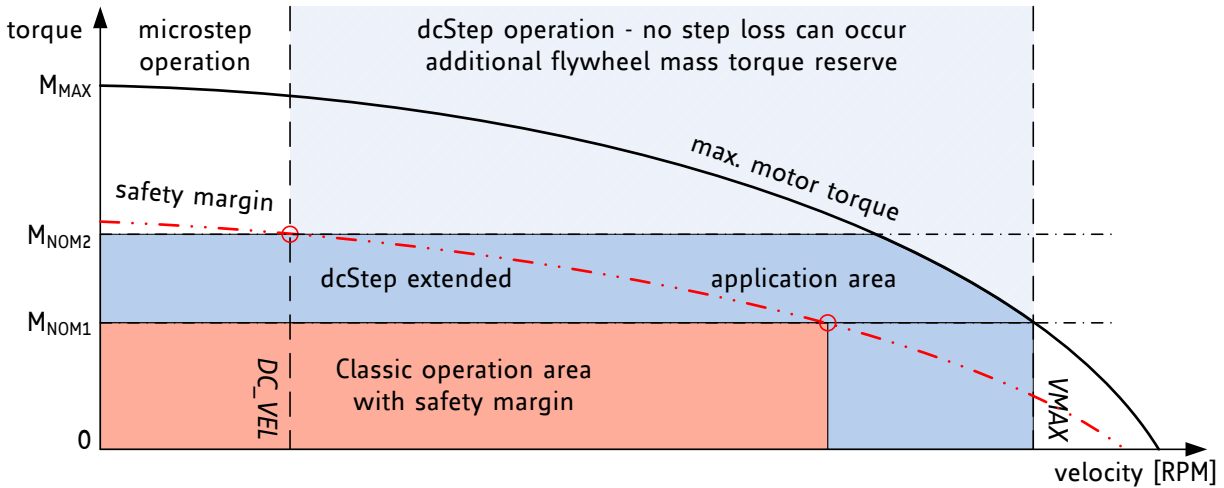 torque
microstep
operation
dcStep operation - no step loss can occur
additional flywheel mass torque reserve
MMAX
max. motor torque
safety margin
MNOM2
dcStep extended
application area
MNOM1
DC_VEL
Classic operation area
with safety margin
VMAX
0
velocity [RPM]